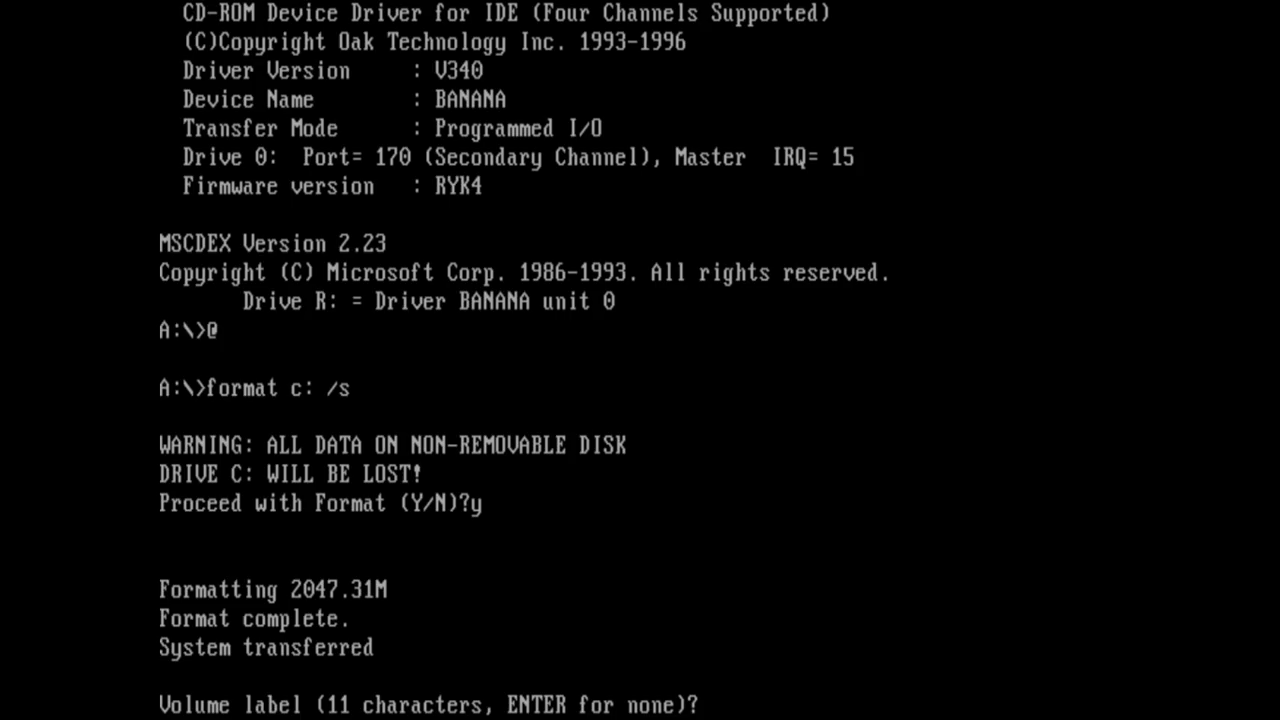 CD-ROM Device Driver for IDE (Four Channels Supported)
(C)Copyright Oak Technology Inc. 1993-1996
Driver Version : V340
Device Name : BANANA
Transfer Mode : Programmed I/O
Drive 0: Port= 170 (Secondary Channel), Master IRQ= 15
Firmware version : RYK4
MSCDEX Version 2.23
Copyright (C) Microsoft Corp. 1986-1993. All rights reserved.
Drive R: = Driver BANANA unit 0
A:\>@
A:\>format c: /s
WARNING: ALL DATA ON NON-REMOVABLE DISK
DRIVE C: WILL BE LOST!
Proceed with Format (Y/N)?y
Formatting 2047.31M
Format complete.
System transferred
Volume label (11 characters, ENTER for none)?